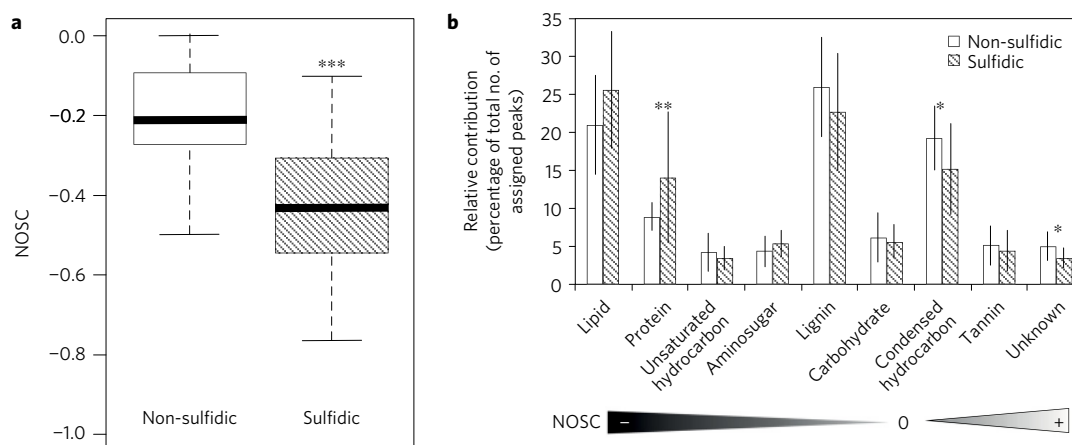 a
NOSC
0.0
−0.2
−0.4
−0.6
−0.8
−1.0
***
Non-sulfidic
Sulfidic
b
Relative contribution
(percentage of total no. of
assigned peaks)
35
30
25
20
15
10
5
0
Non-sulfidic
Sulfidic
**
*
*
Lipid
Protein
Unsaturated
hydrocarbon
Aminosugar
Lignin
Carbohydrate
Condensed
hydrocarbon
Tannin
Unknown
NOSC
−
0
+